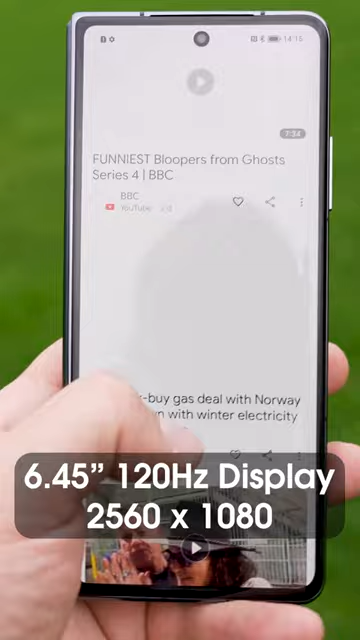 14:15
7:34
FUNNIEST Bloopers from Ghosts
Series 4 | BBC
BBC
YouTube
-buy gas deal with Norway
with winter electricity
6.45” 120Hz Display
2560 x 1080